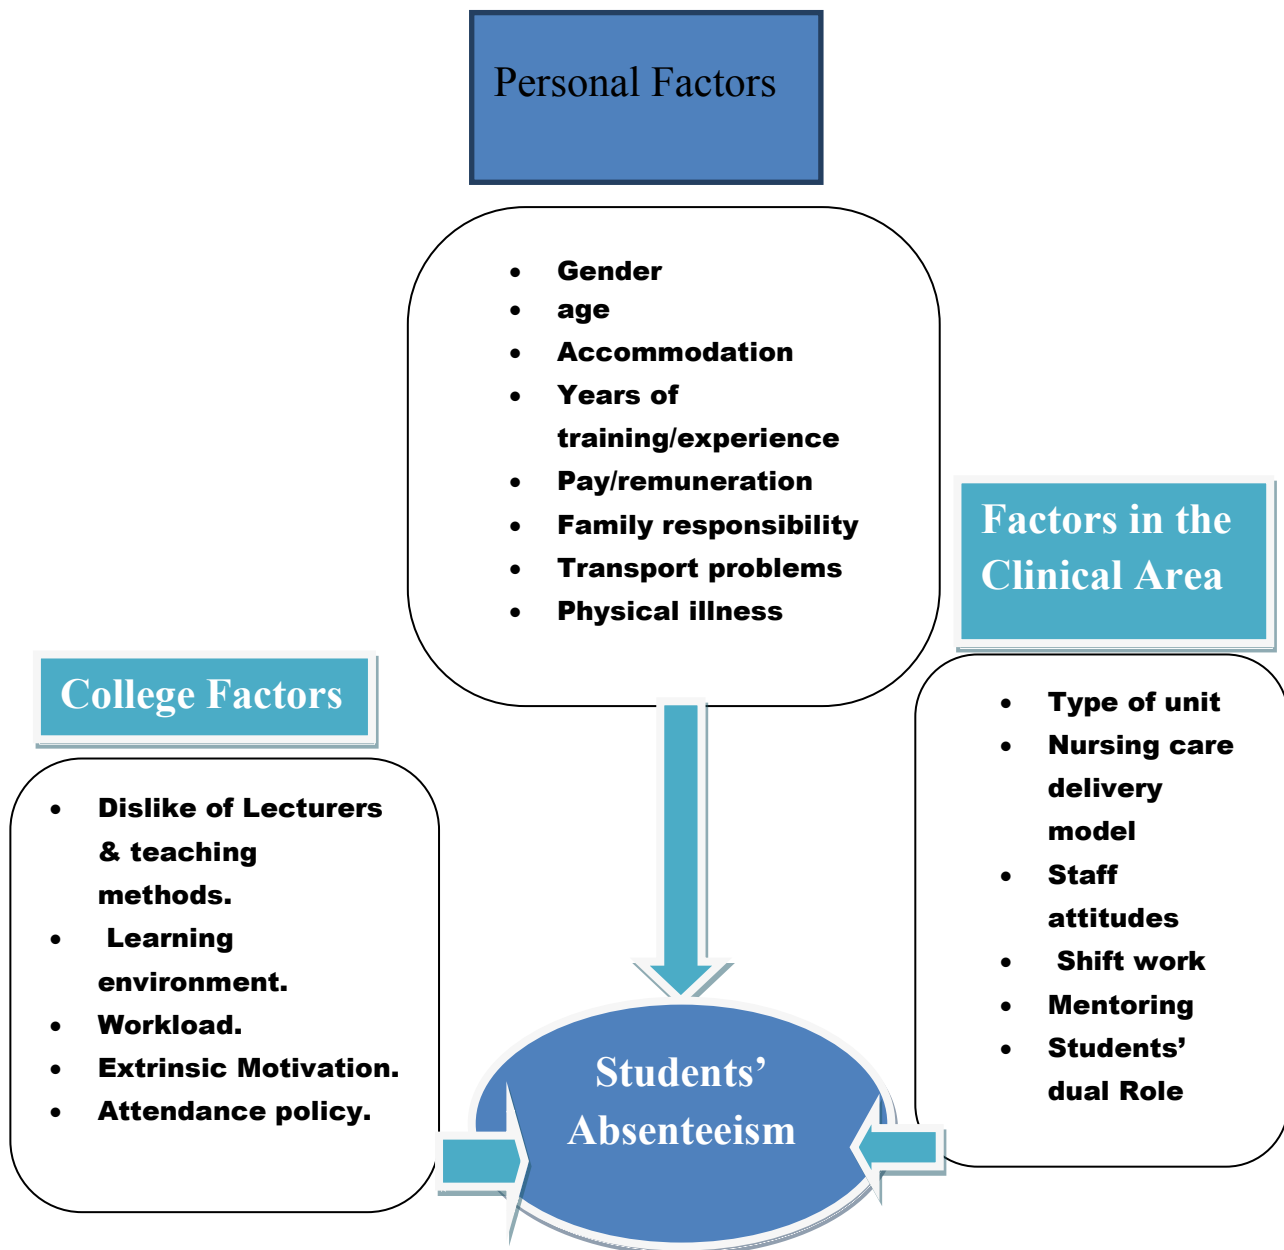 Personal Factors
• Gender
• age
• Accommodation
• Years of
training/experience
• Pay/remuneration
• Family responsibility
• Transport problems
• Physical illness
Factors in the
Clinical Area
• Type of unit
• Nursing care
delivery
model
• Staff
attitudes
• Shift work
• Mentoring
• Students’
dual Role
College Factors
• Dislike of Lecturers
& teaching
methods.
• Learning
environment.
• Workload.
• Extrinsic Motivation.
• Attendance policy.
Students’
Absenteeism